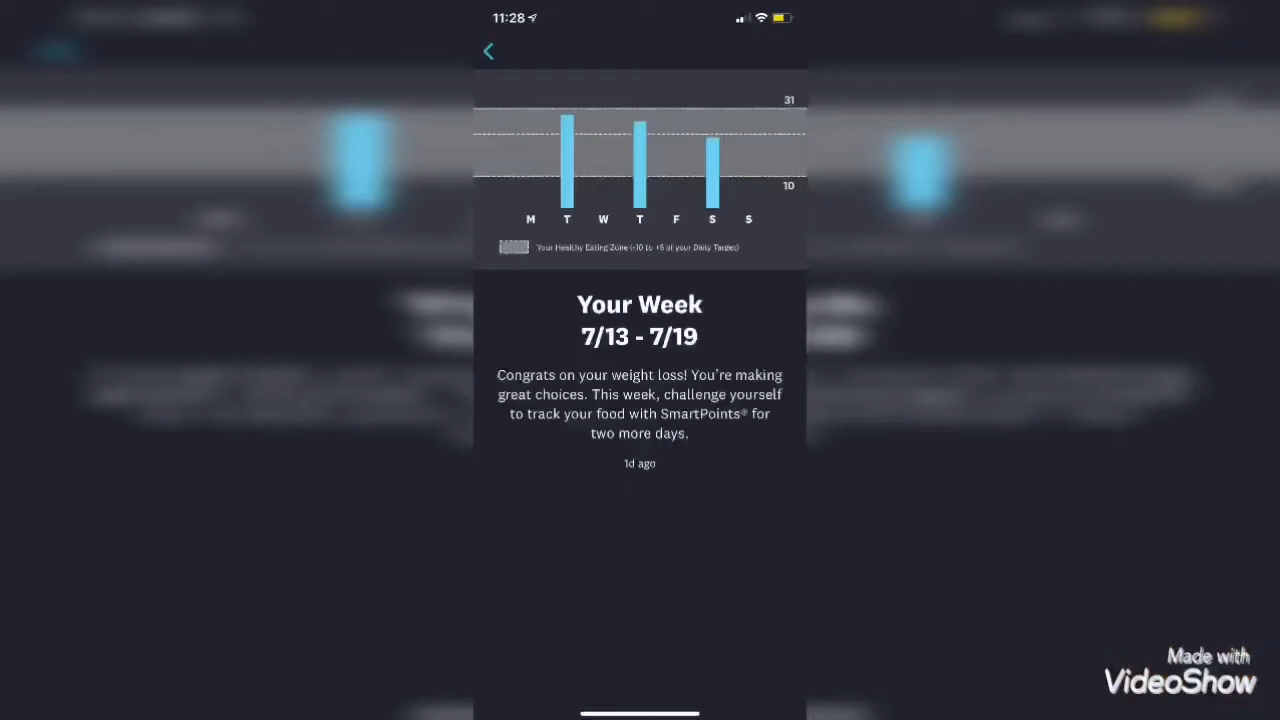 11:28
31
10
M T W T F S S
Your Healthy Eating Zone (-10 to +5 of your Daily Target)
Your Week
7/13 - 7/19
Congrats on your weight loss! You're making
great choices. This week, challenge yourself
to track your food with SmartPoints® for
two more days.
1d ago
Made with
VideoShow